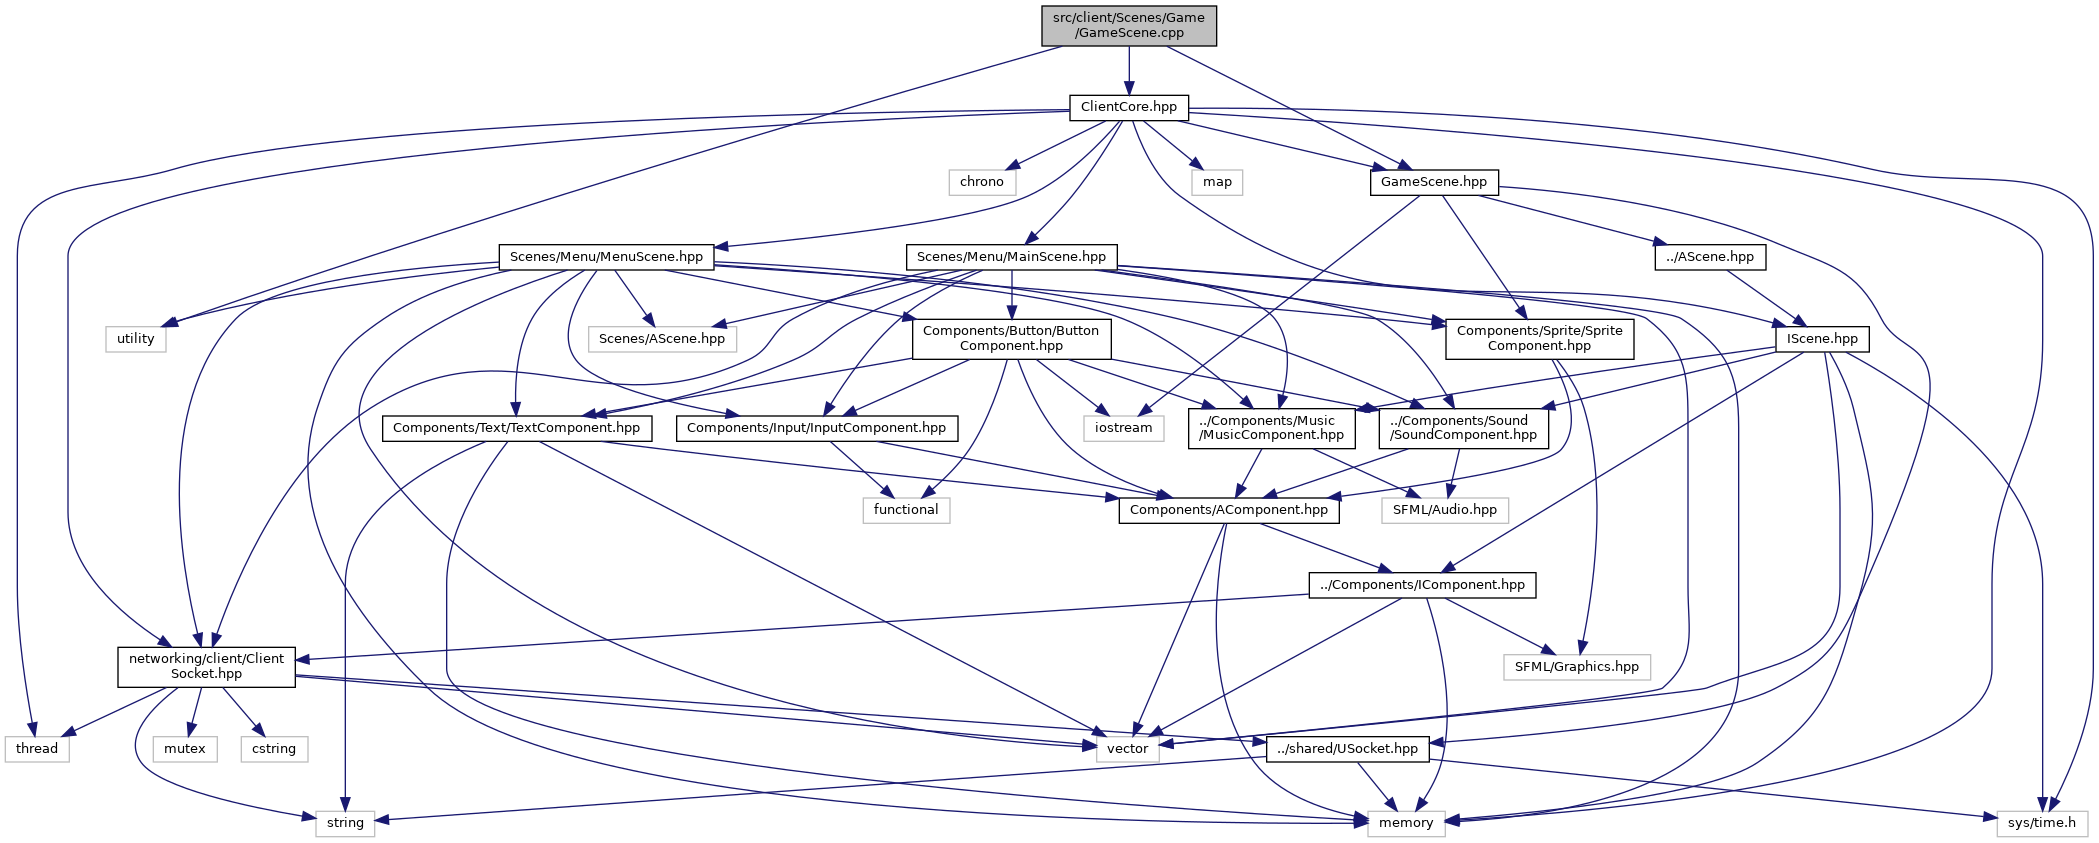 src/client/Scenes/Game
/GameScene.cpp
ClientCore.hpp
chrono
map
GameScene.hpp
Scenes/Menu/MenuScene.hpp
Scenes/Menu/MainScene.hpp
../AScene.hpp
utility
Scenes/AScene.hpp
Components/Button/Button
Component.hpp
Components/Sprite/Sprite
Component.hpp
IScene.hpp
Components/Text/TextComponent.hpp
Components/Input/InputComponent.hpp
iostream
../Components/Music
/MusicComponent.hpp
../Components/Sound
/SoundComponent.hpp
functional
Components/AComponent.hpp
SFML/Audio.hpp
../Components/IComponent.hpp
networking/client/Client
Socket.hpp
SFML/Graphics.hpp
thread
mutex
cstring
vector
../shared/USocket.hpp
string
memory
sys/time.h